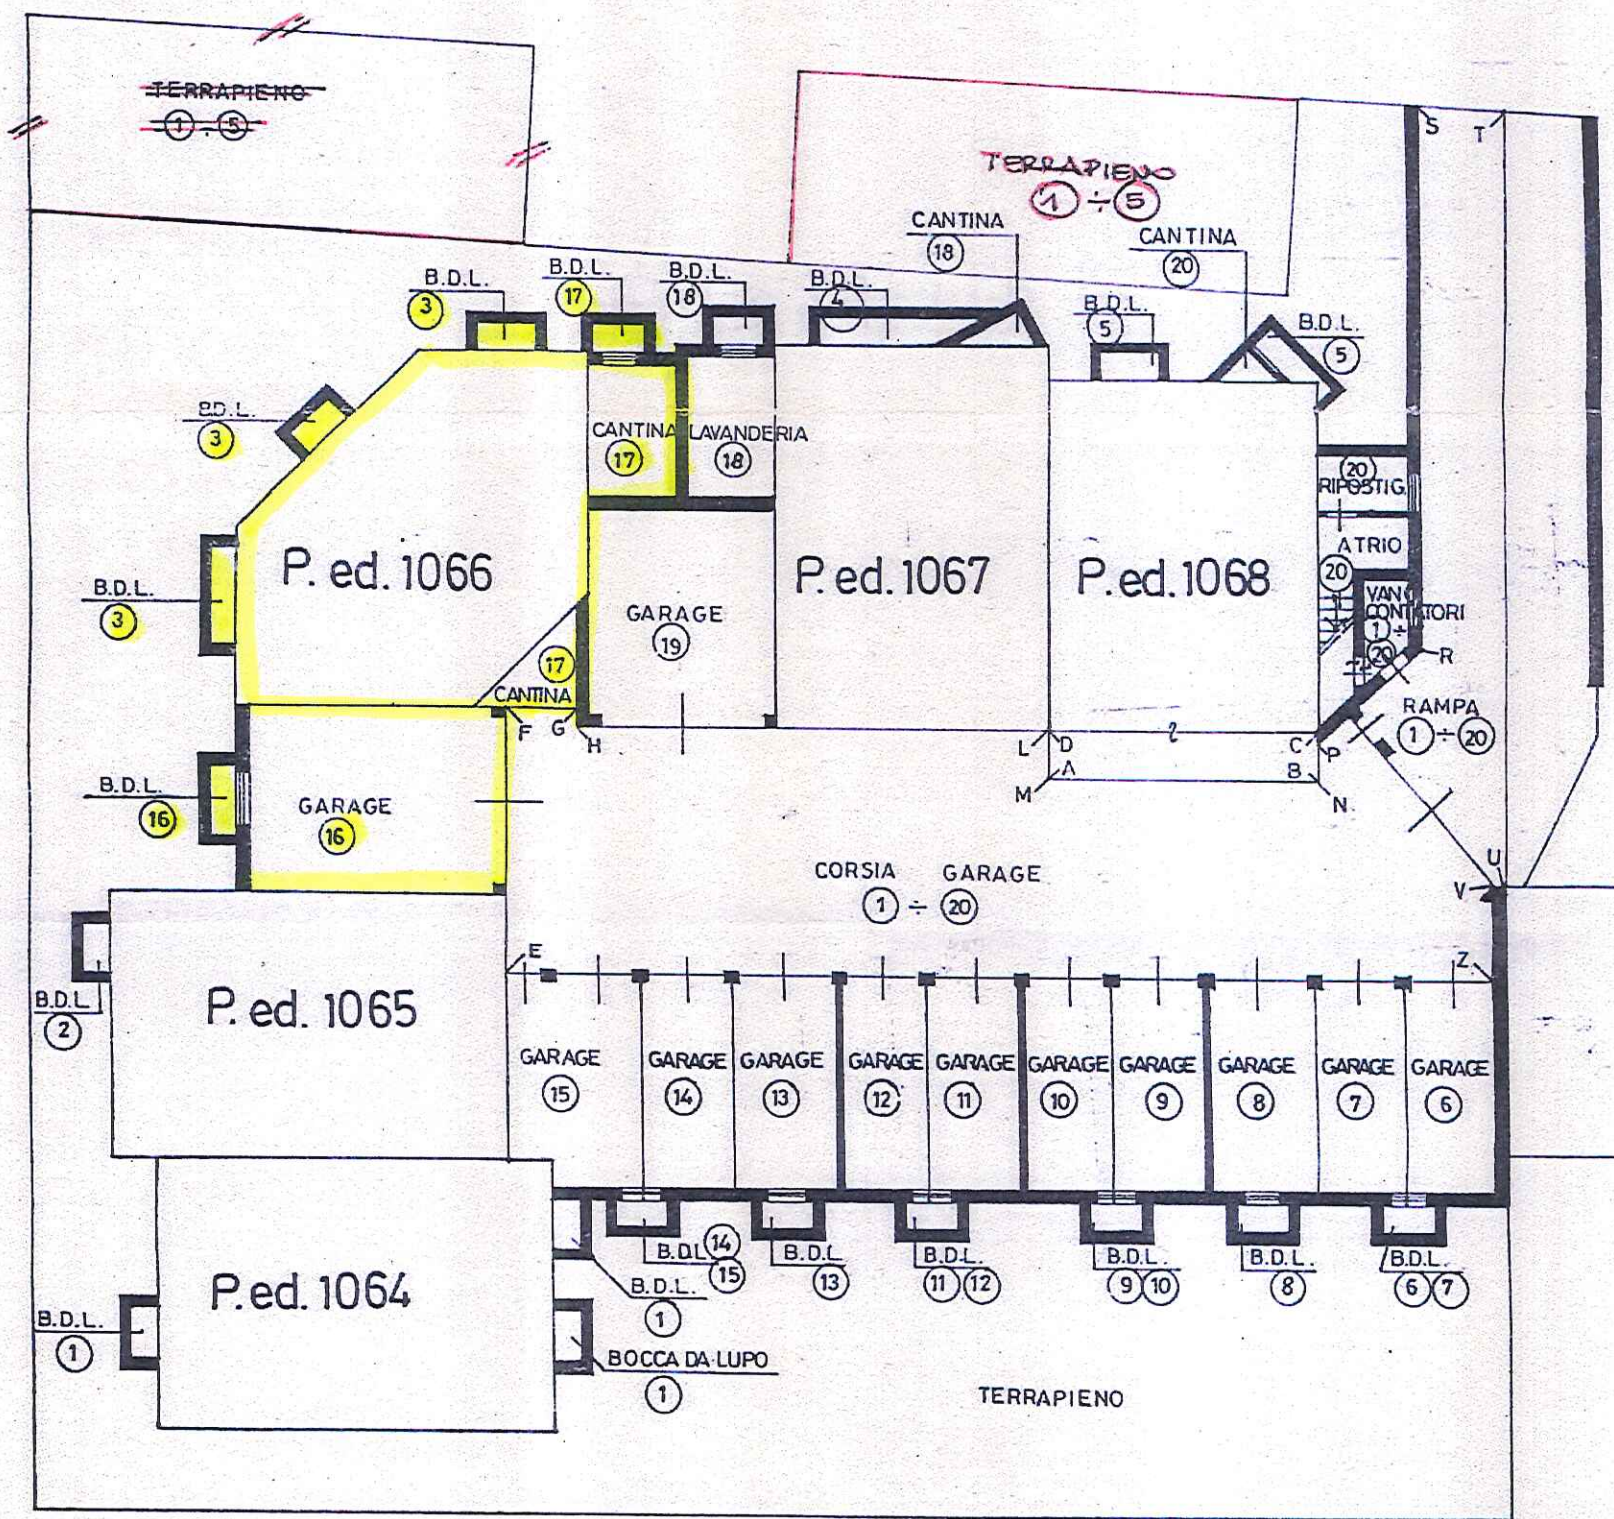 TERRAPIENO
1 ÷ 5
TERRAPIENO
1 ÷ 5
S T
CANTINA
18
CANTINA
20
B.D.L.
3
B.D.L.
17
B.D.L.
18
B.D.L.
4
B.D.L.
5
B.D.L.
5
B.D.L.
3
CANTINA
17
LAVANDERIA
18
20
RIPOSTIG.
ATRIO
20
VANO
CONTATORI
1 ÷
20
R
P. ed. 1066
P. ed. 1067
P. ed. 1068
B.D.L.
3
GARAGE
19
17
CANTINA
F G H
L D
M A
C P
B N
RAMPA
1 ÷ 20
B.D.L.
16
GARAGE
16
CORSIA GARAGE
1 ÷ 20
U
V
E
Z
B.D.L.
2
P. ed. 1065
GARAGE
15
GARAGE
14
GARAGE
13
GARAGE
12
GARAGE
11
GARAGE
10
GARAGE
9
GARAGE
8
GARAGE
7
GARAGE
6
B.D.L. 14
15
B.D.L.
13
B.D.L.
11 12
B.D.L.
9 10
B.D.L.
8
B.D.L.
6 7
P. ed. 1064
B.D.L.
1
B.D.L.
1
BOCCA DA LUPO
1
TERRAPIENO